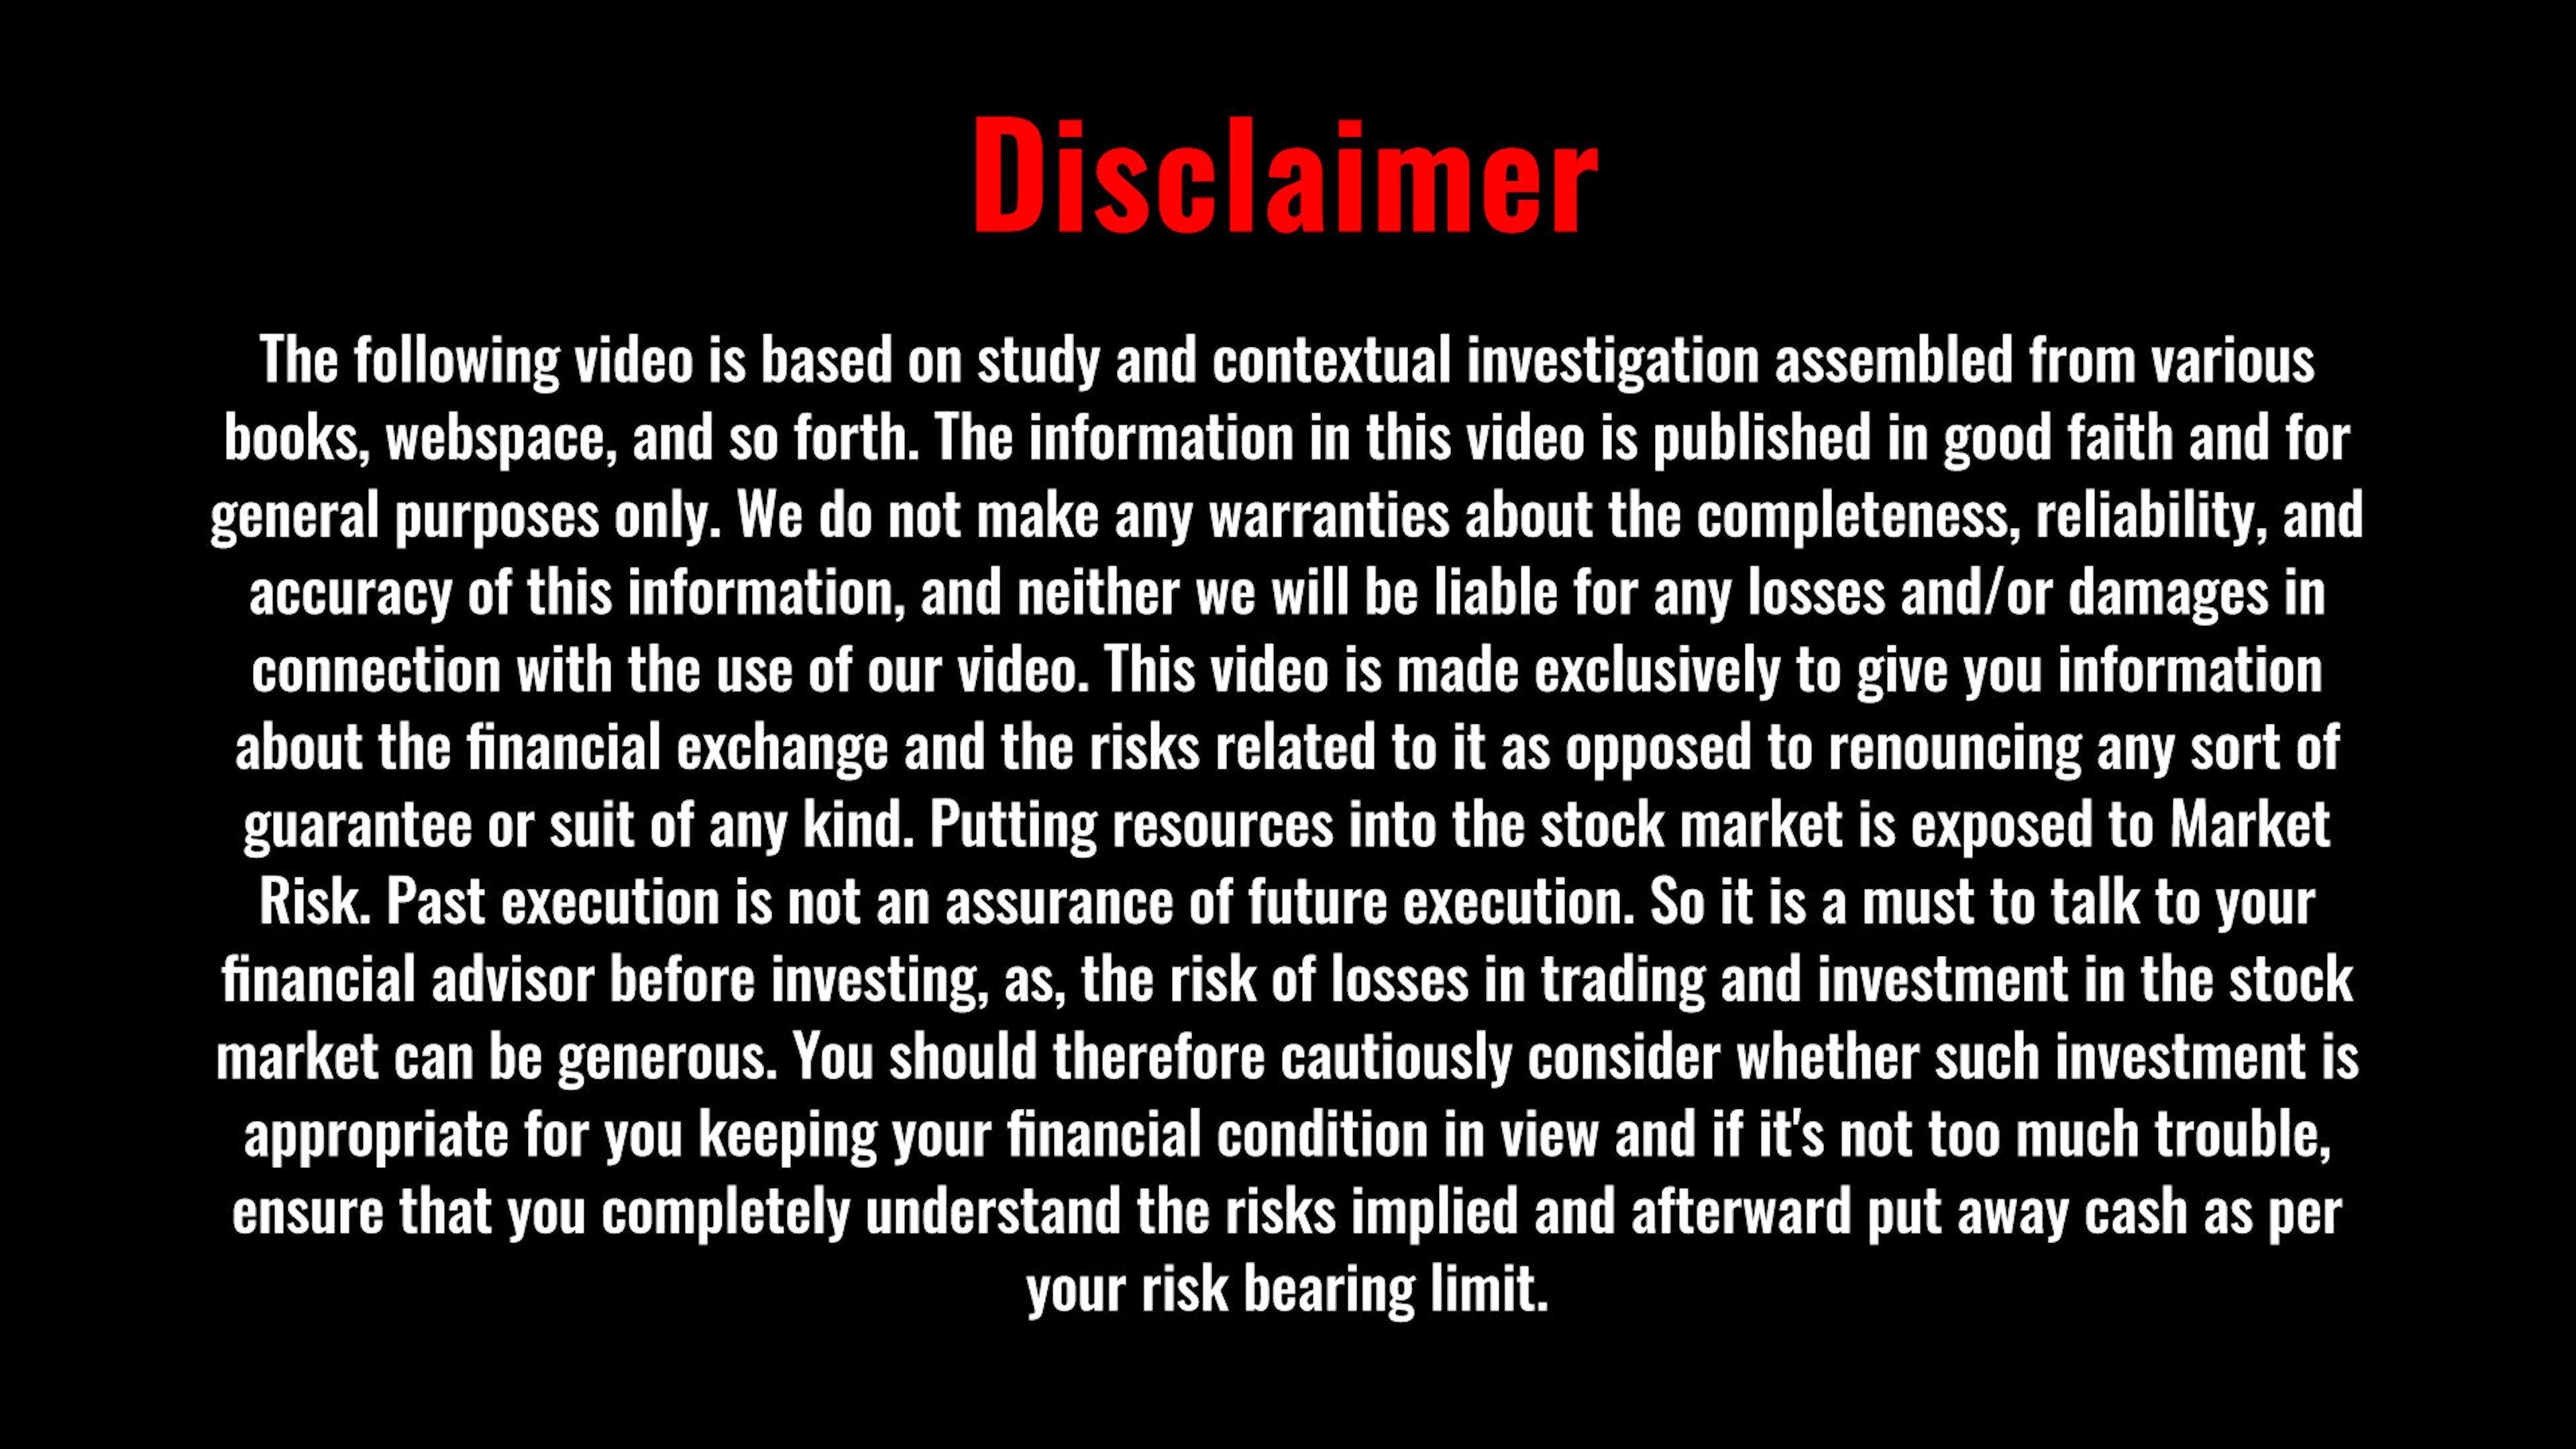 Disclaimer
The following video is based on study and contextual investigation assembled from various
books, webspace, and so forth. The information in this video is published in good faith and for
general purposes only. We do not make any warranties about the completeness, reliability, and
accuracy of this information, and neither we will be liable for any losses and/or damages in
connection with the use of our video. This video is made exclusively to give you information
about the financial exchange and the risks related to it as opposed to renouncing any sort of
guarantee or suit of any kind. Putting resources into the stock market is exposed to Market
Risk. Past execution is not an assurance of future execution. So it is a must to talk to your
financial advisor before investing, as, the risk of losses in trading and investment in the stock
market can be generous. You should therefore cautiously consider whether such investment is
appropriate for you keeping your financial condition in view and if it's not too much trouble,
ensure that you completely understand the risks implied and afterward put away cash as per
your risk bearing limit.